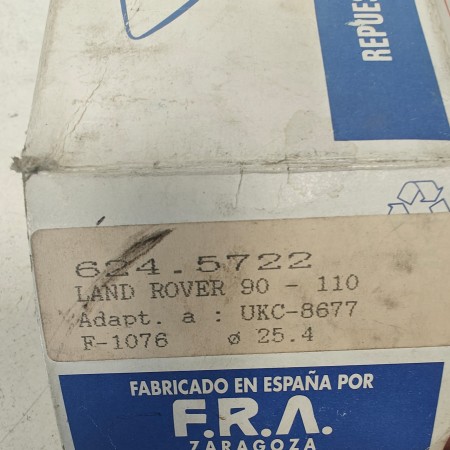 REPUES
624.5722
LAND ROVER 90 - 110
Adapt. a : UKC-8677
F-1076 ø 25.4
FABRICADO EN ESPAÑA POR
F.R.A.
ZARAGOZA